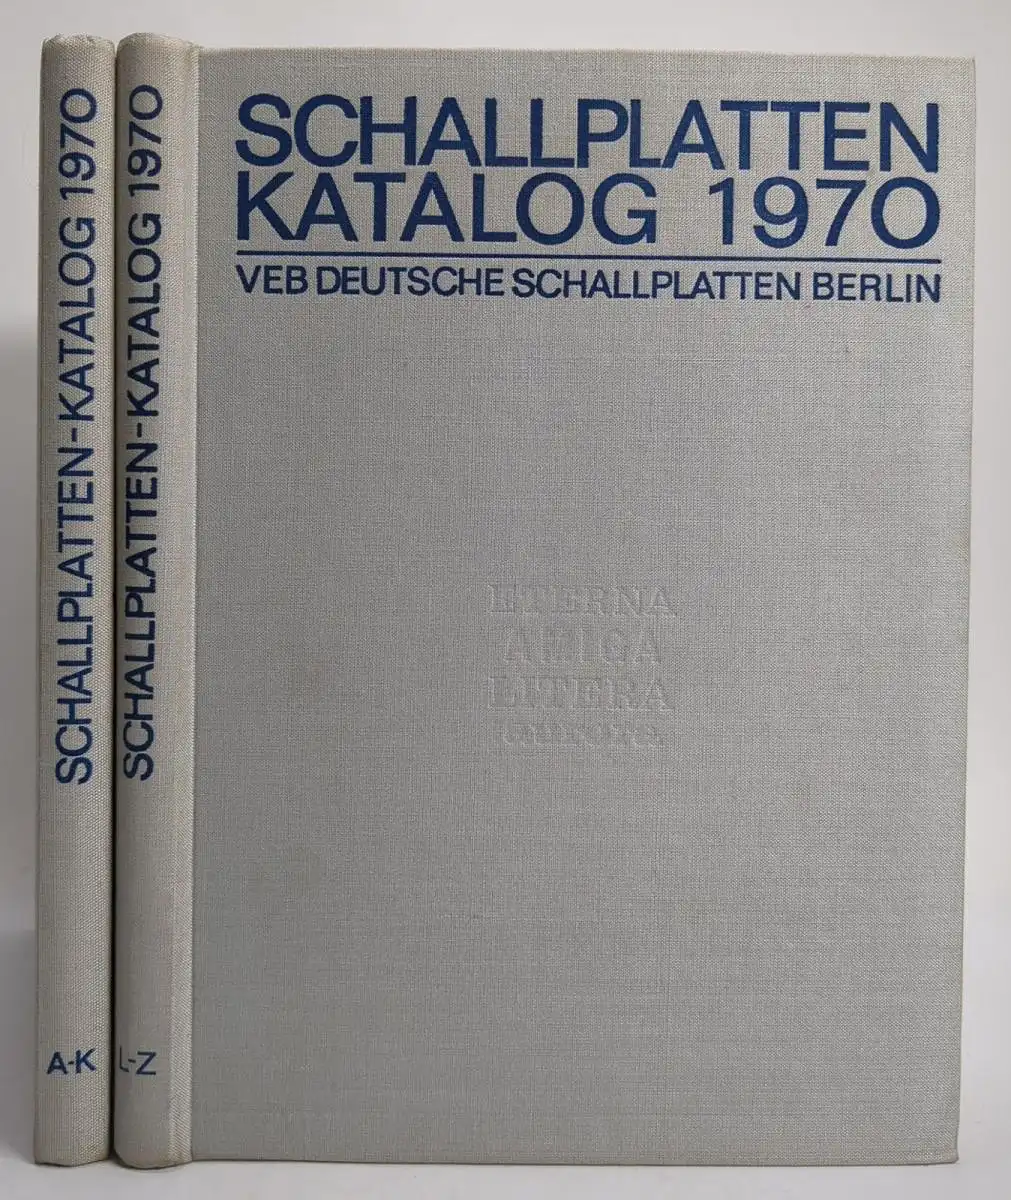 SCHALLPLATTEN-KATALOG 1970
A-K
SCHALLPLATTEN-KATALOG 1970
L-Z
SCHALLPLATTEN
KATALOG 1970
VEB DEUTSCHE SCHALLPLATTEN BERLIN
ETERNA
AMIGA
LITERA